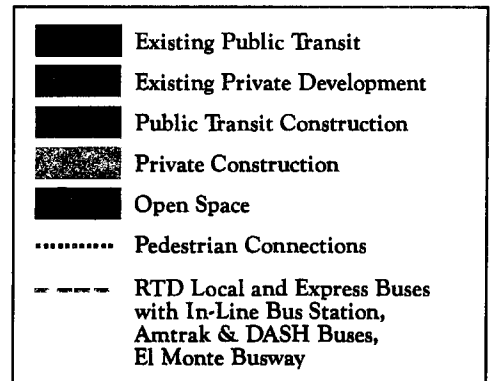 Existing Public Transit
Existing Private Development
Public Transit Construction
Private Construction
Open Space
Pedestrian Connections
RTD Local and Express Buses
with In-Line Bus Station,
Amtrak & DASH Buses,
El Monte Busway